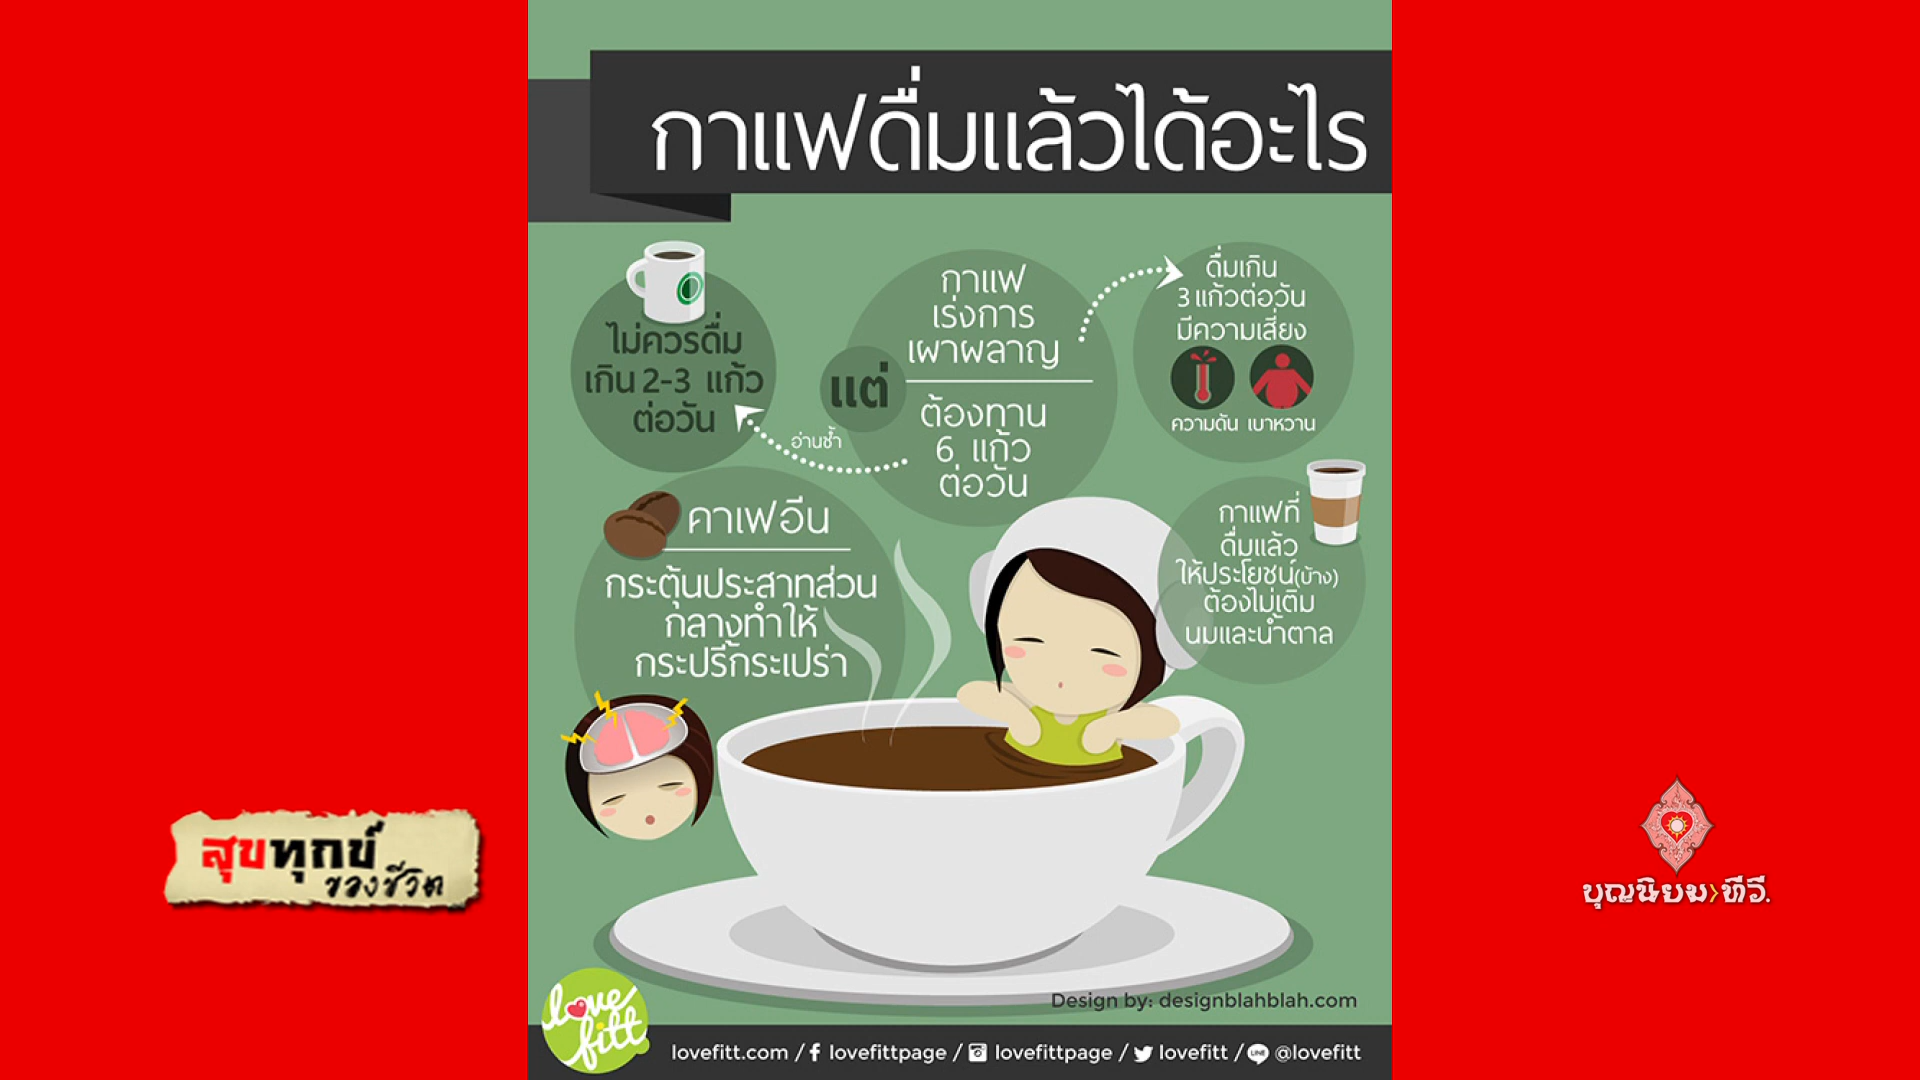 กาแฟดื่มแล้วได้อะไร
ไม่ควรดื่ม
เกิน 2-3 แก้ว
ต่อวัน
กาแฟ
เร่งการ
เผาผลาญ
แต่
ต้องทาน
6 แก้ว
ต่อวัน
อ่านซ้ำ
ดื่มเกิน
3 แก้วต่อวัน
มีความเสี่ยง
ความดัน เบาหวาน
คาเฟอีน
กระตุ้นประสาทส่วน
กลางทำให้
กระปรี้กระเปร่า
กาแฟที่
ดื่มแล้ว
ให้ประโยชน์(บ้าง)
ต้องไม่เติม
นมและน้ำตาล
สุขทุกข์
ของชีวิต
บุญนิยม ทีวี.
love
fitt
Design by: designblahblah.com
lovefitt.com / f lovefittpage / lovefittpage / lovefitt / LINE @lovefitt